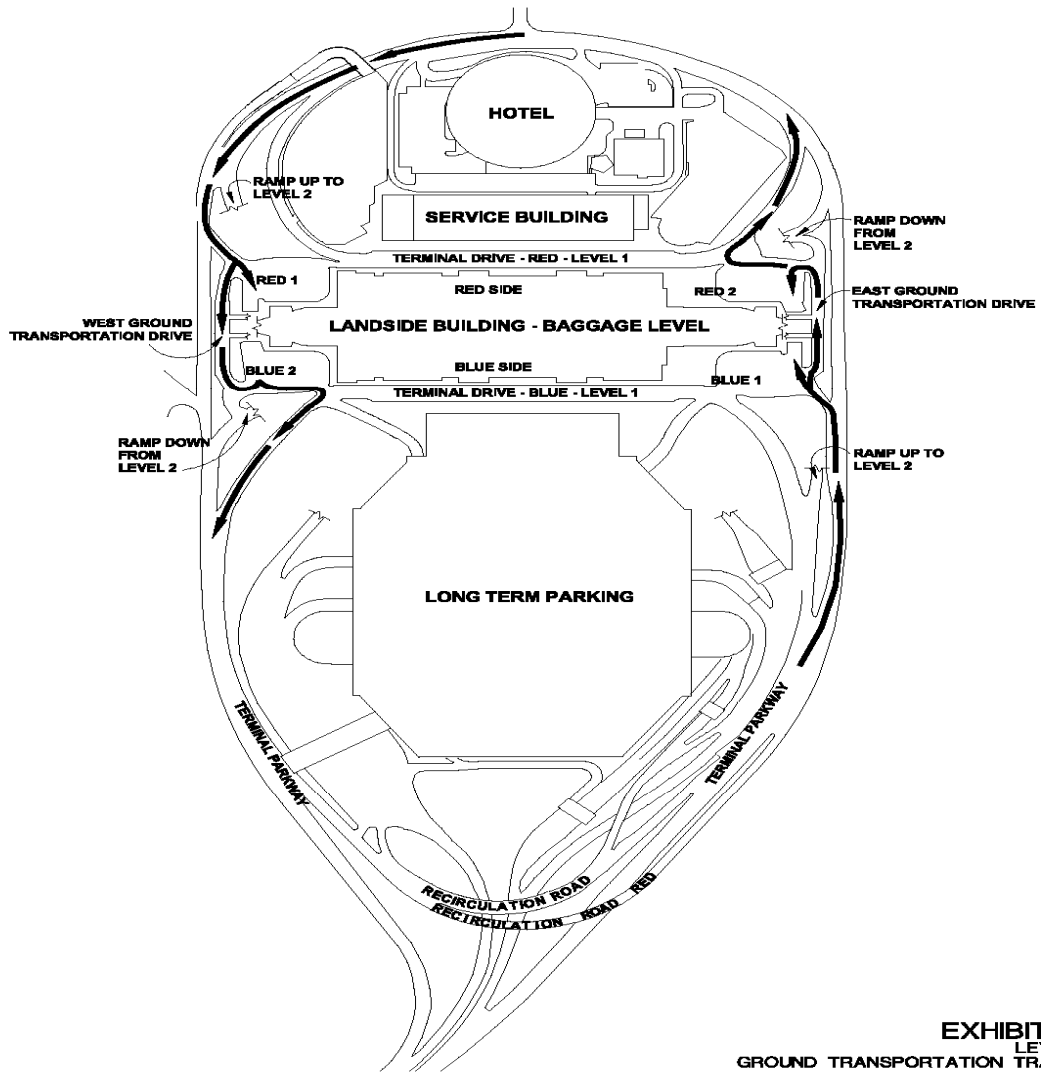 HOTEL
RAMP UP TO
LEVEL 2
SERVICE BUILDING
RAMP DOWN
FROM
LEVEL 2
TERMINAL DRIVE - RED - LEVEL 1
RED 1
RED SIDE
RED 2
EAST GROUND
TRANSPORTATION DRIVE
WEST GROUND
TRANSPORTATION DRIVE
LANDSIDE BUILDING - BAGGAGE LEVEL
BLUE 2
BLUE SIDE
BLUE 1
TERMINAL DRIVE - BLUE - LEVEL 1
RAMP DOWN
FROM
LEVEL 2
RAMP UP TO
LEVEL 2
LONG TERM PARKING
TERMINAL PARKWAY
TERMINAL PARKWAY
RECIRCULATION ROAD
RECIRCULATION ROAD RED
EXHIBIT
GROUND TRANSPORTATION